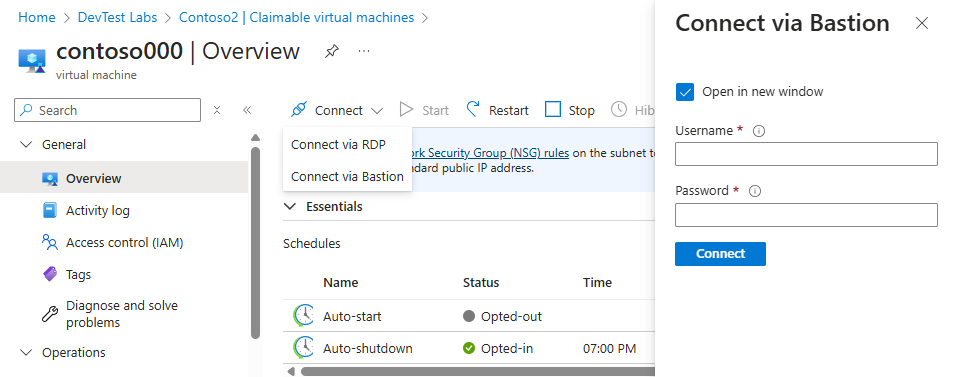 Home > DevTest Labs > Contoso2 | Claimable virtual machines >
contoso000 | Overview
virtual machine
Search
General
Overview
Activity log
Access control (IAM)
Tags
Diagnose and solve
problems
Operations
Connect
Start
Restart
Stop
Hib
Connect via RDP
Connect via Bastion
ork Security Group (NSG) rules on the subnet to
ndard public IP address.
Essentials
Schedules
Name Status Time
Auto-start Opted-out
Auto-shutdown Opted-in 07:00 PM
Connect via Bastion
Open in new window
Username *
Password *
Connect